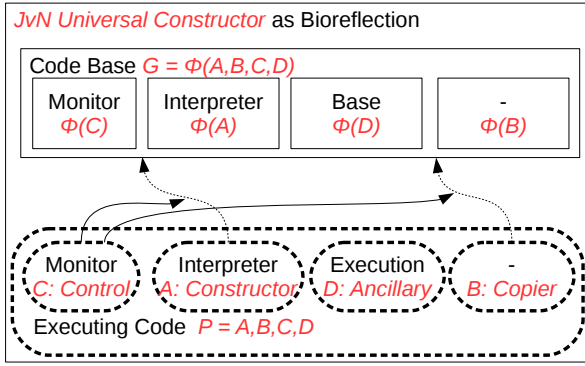 JvN Universal Constructor as Bioreflection
Code Base G = Φ(A,B,C,D)
Monitor
Φ(C)
Interpreter
Φ(A)
Base
Φ(D)
-
Φ(B)
Monitor
C: Control
Interpreter
A: Constructor
Execution
D: Ancillary
-
B: Copier
Executing Code P = A,B,C,D